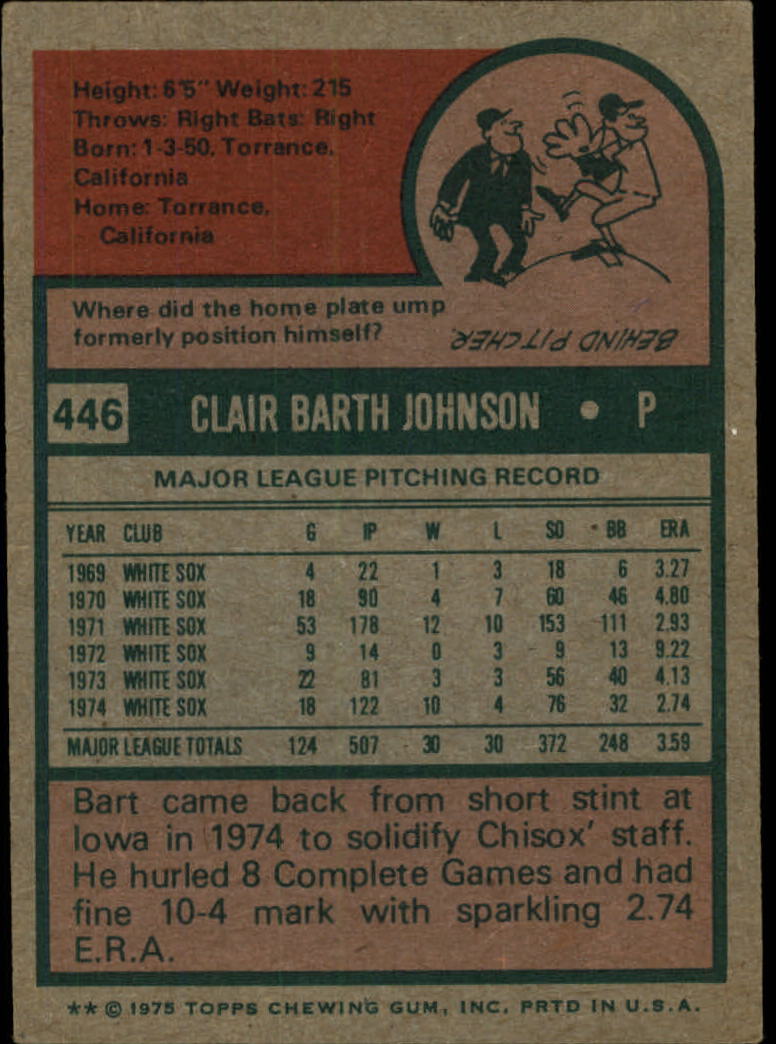 Height: 6'5" Weight: 215
Throws: Right Bats: Right
Born: 1-3-50, Torrance,
California
Home: Torrance,
California
Where did the home plate ump
formerly position himself?
BEHIND PITCHER.
446 CLAIR BARTH JOHNSON • P
MAJOR LEAGUE PITCHING RECORD
YEAR CLUB G IP W L SO BB ERA
1969 WHITE SOX 4 22 1 3 18 6 3.27
1970 WHITE SOX 18 90 4 7 60 46 4.80
1971 WHITE SOX 53 178 12 10 153 111 2.93
1972 WHITE SOX 9 14 0 3 9 13 9.22
1973 WHITE SOX 22 81 3 3 56 40 4.13
1974 WHITE SOX 18 122 10 4 76 32 2.74
MAJOR LEAGUE TOTALS 124 507 30 30 372 248 3.59
Bart came back from short stint at
Iowa in 1974 to solidify Chisox' staff.
He hurled 8 Complete Games and had
fine 10-4 mark with sparkling 2.74
E.R.A.
** © 1975 TOPPS CHEWING GUM, INC. PRTD IN U.S.A.